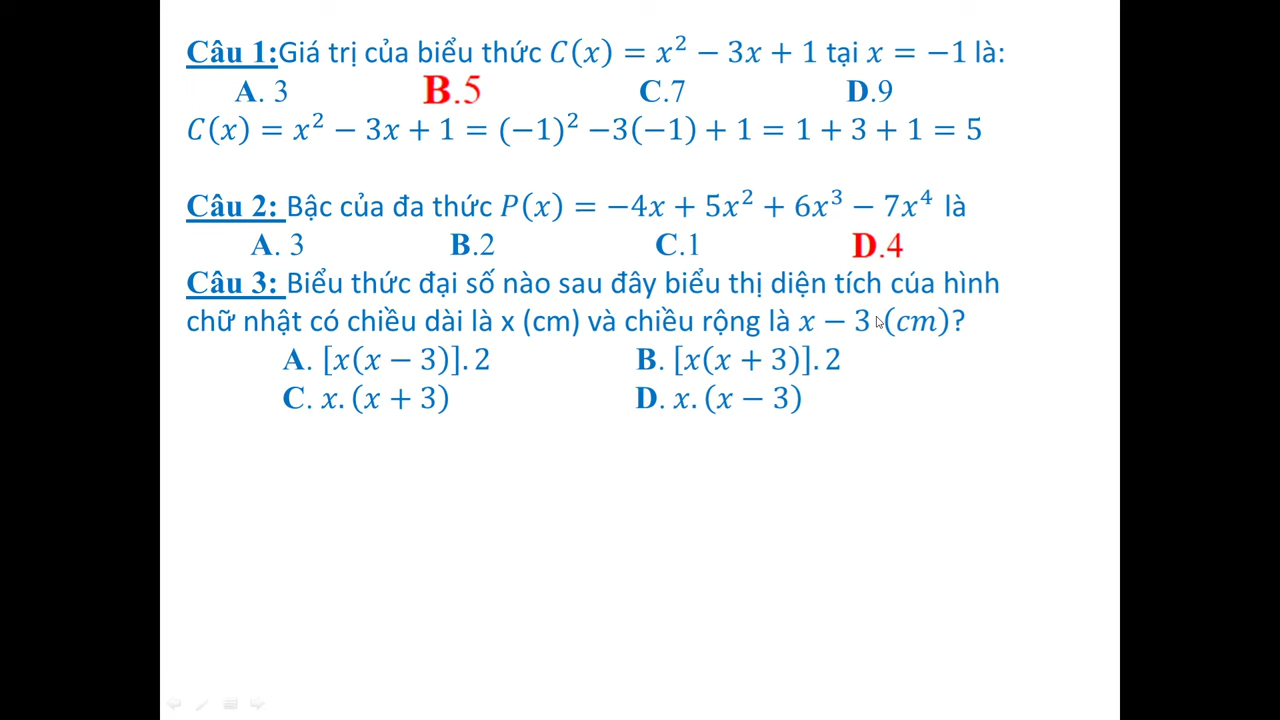 Câu 1:Giá trị của biểu thức C(x) = x² − 3x + 1 tại x = −1 là:
A. 3 B.5 C.7 D.9
C(x) = x² − 3x + 1 = (−1)² −3(−1) + 1 = 1 + 3 + 1 = 5
Câu 2: Bậc của đa thức P(x) = −4x + 5x² + 6x³ − 7x⁴ là
A. 3 B.2 C.1 D.4
Câu 3: Biểu thức đại số nào sau đây biểu thị diện tích cúa hình
chữ nhật có chiều dài là x (cm) và chiều rộng là x − 3 (cm)?
A. [x(x − 3)]. 2 B. [x(x + 3)]. 2
C. x. (x + 3) D. x. (x − 3)